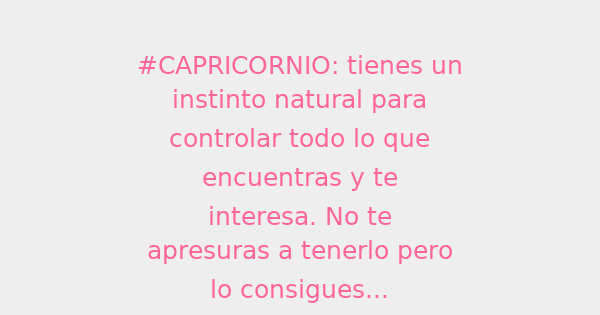 #CAPRICORNIO: tienes un
instinto natural para
controlar todo lo que
encuentras y te
interesa. No te
apresuras a tenerlo pero
lo consigues...